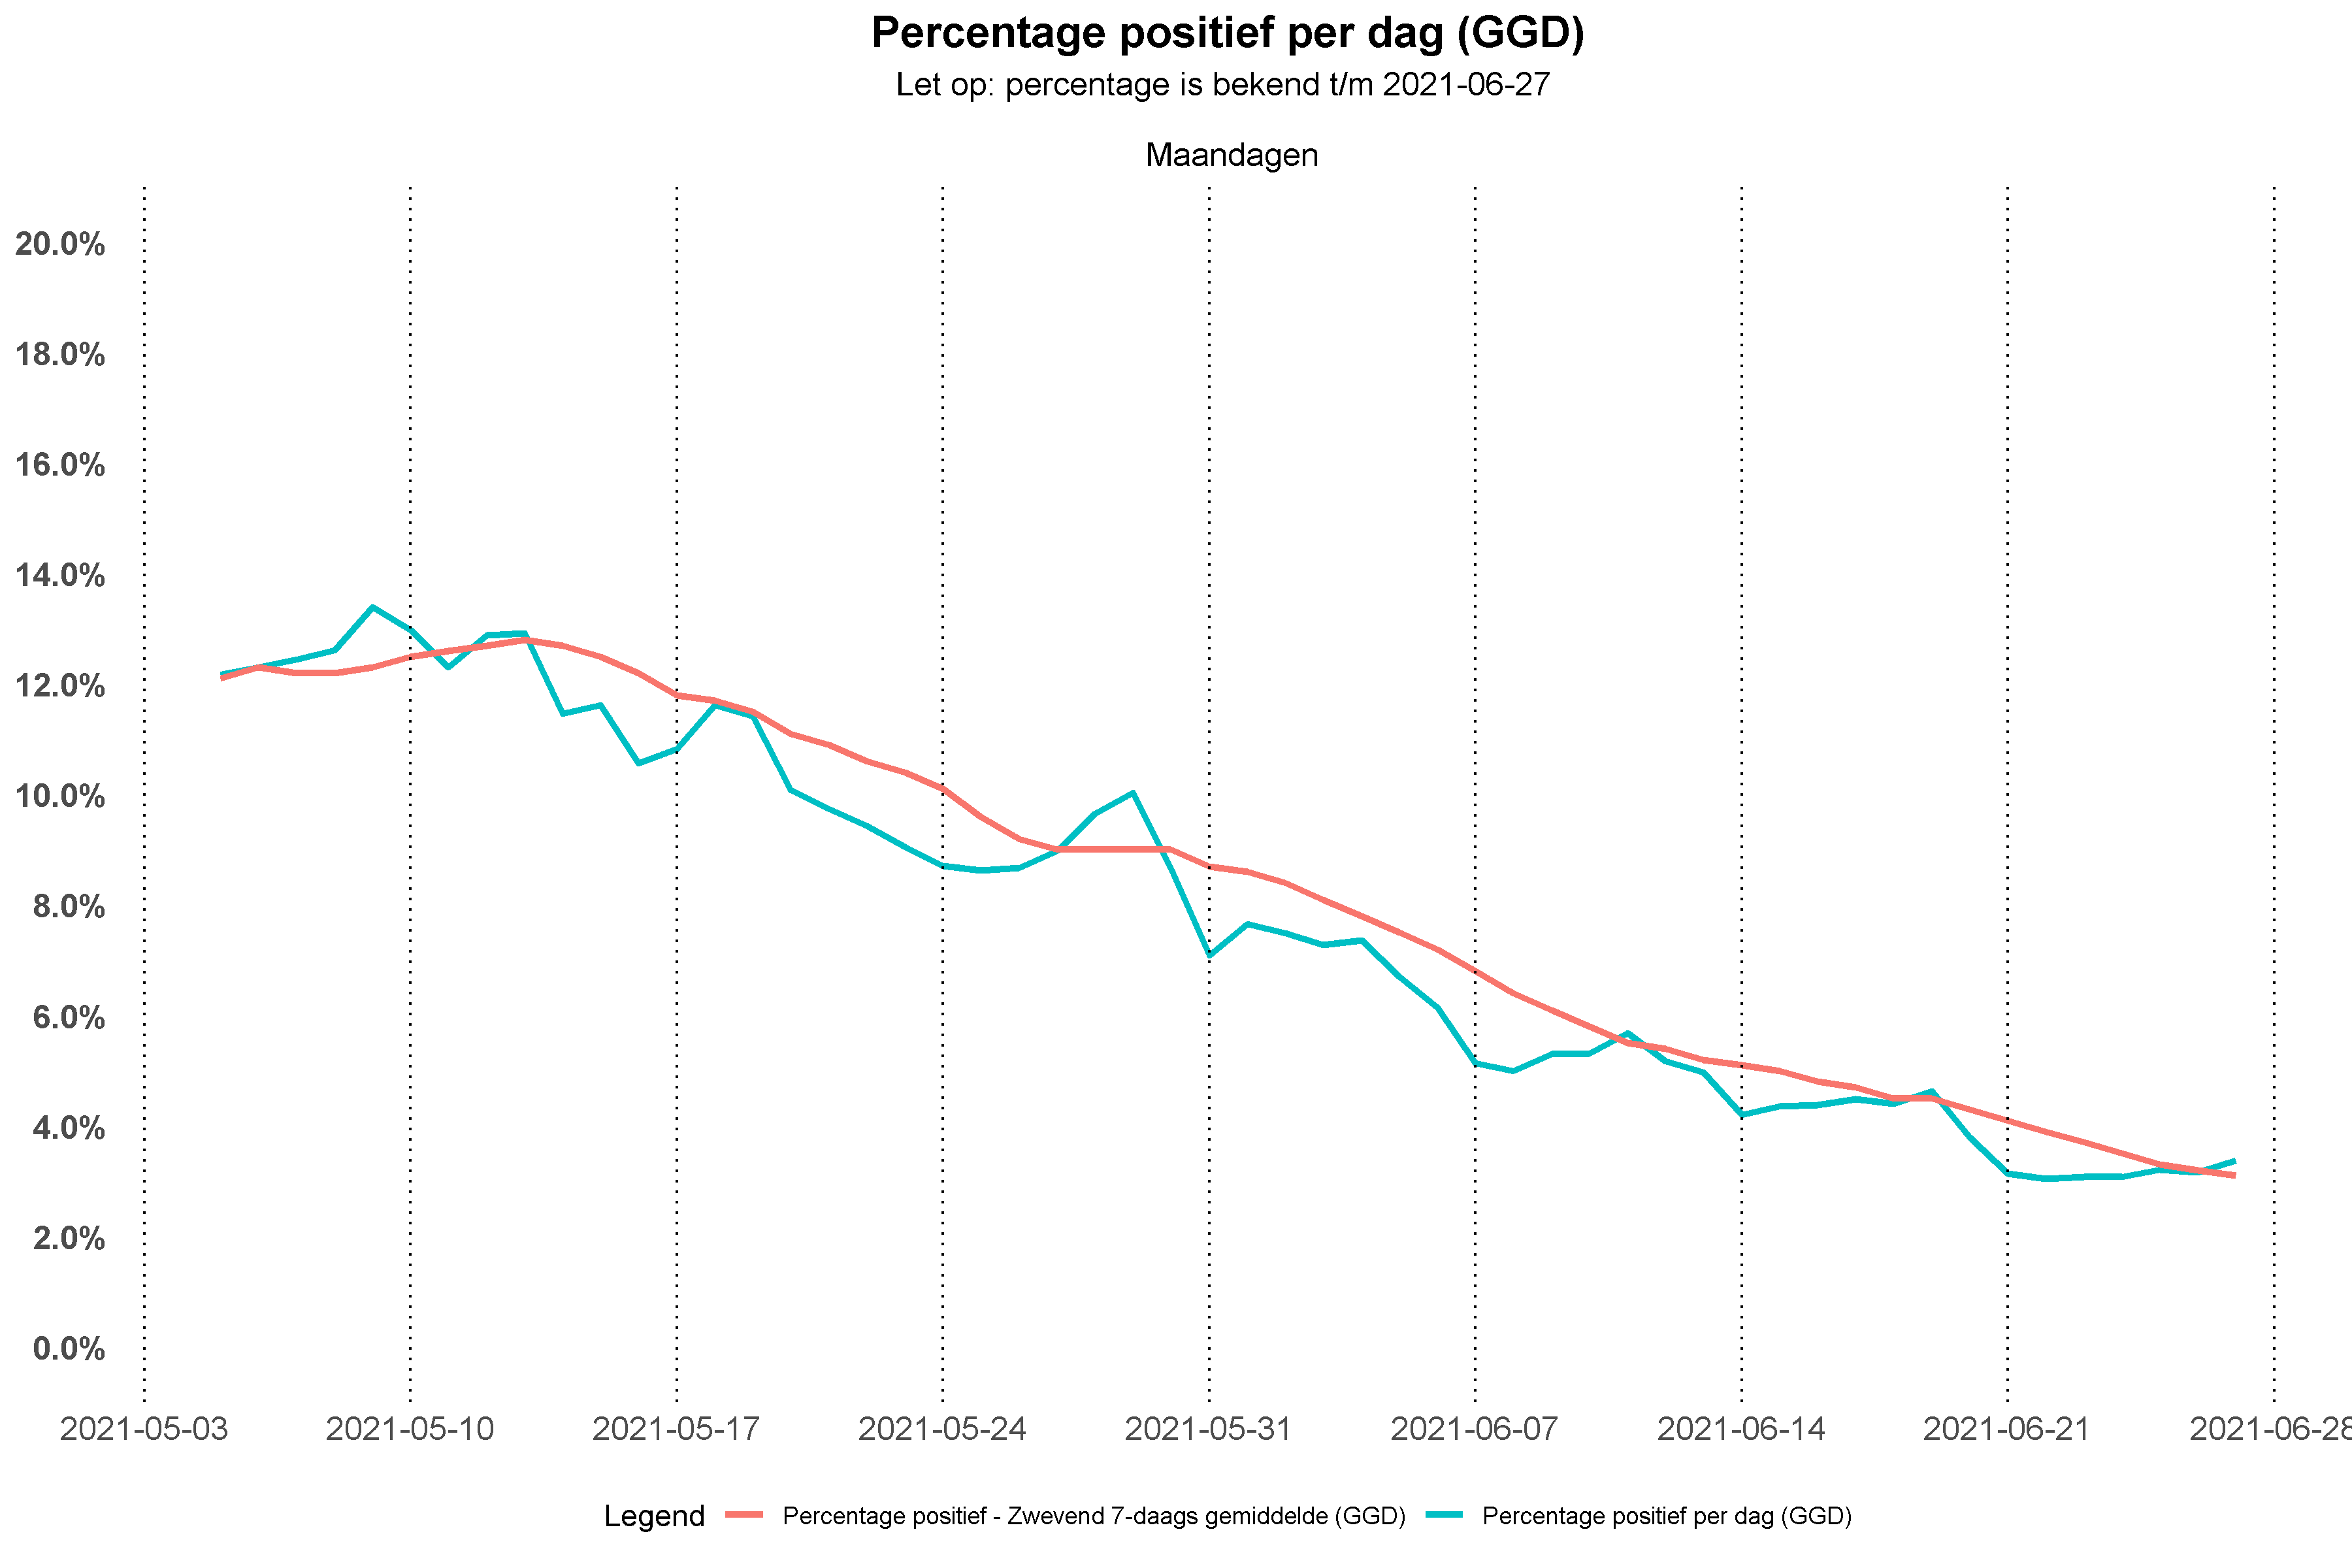 Percentage positief per dag (GGD)
Let op: percentage is bekend t/m 2021-06-27
Maandagen
20.0%
18.0%
16.0%
14.0%
12.0%
10.0%
8.0%
6.0%
4.0%
2.0%
0.0%
2021-05-03 2021-05-10 2021-05-17 2021-05-24 2021-05-31 2021-06-07 2021-06-14 2021-06-21 2021-06-28
Legend Percentage positief - Zwevend 7-daags gemiddelde (GGD) Percentage positief per dag (GGD)